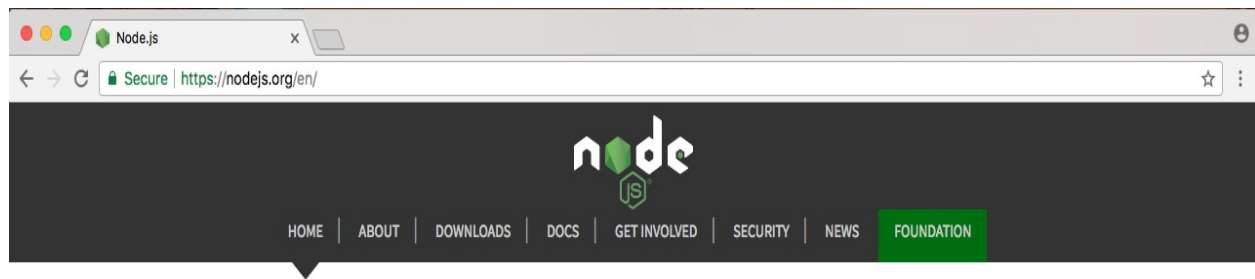 Node.js
Secure | https://nodejs.org/en/
node
JS
HOME | ABOUT | DOWNLOADS | DOCS | GET INVOLVED | SECURITY | NEWS FOUNDATION